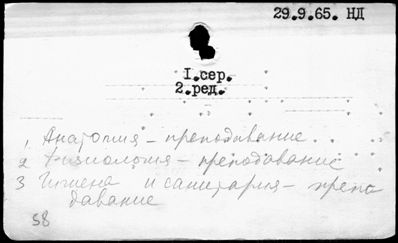 29.9.65. НД
I.сер.
2.ред.
1 Анатомия – преподавание.
2 Физиология – преподавание
3 Гигиена и санитария – препо
давание
58